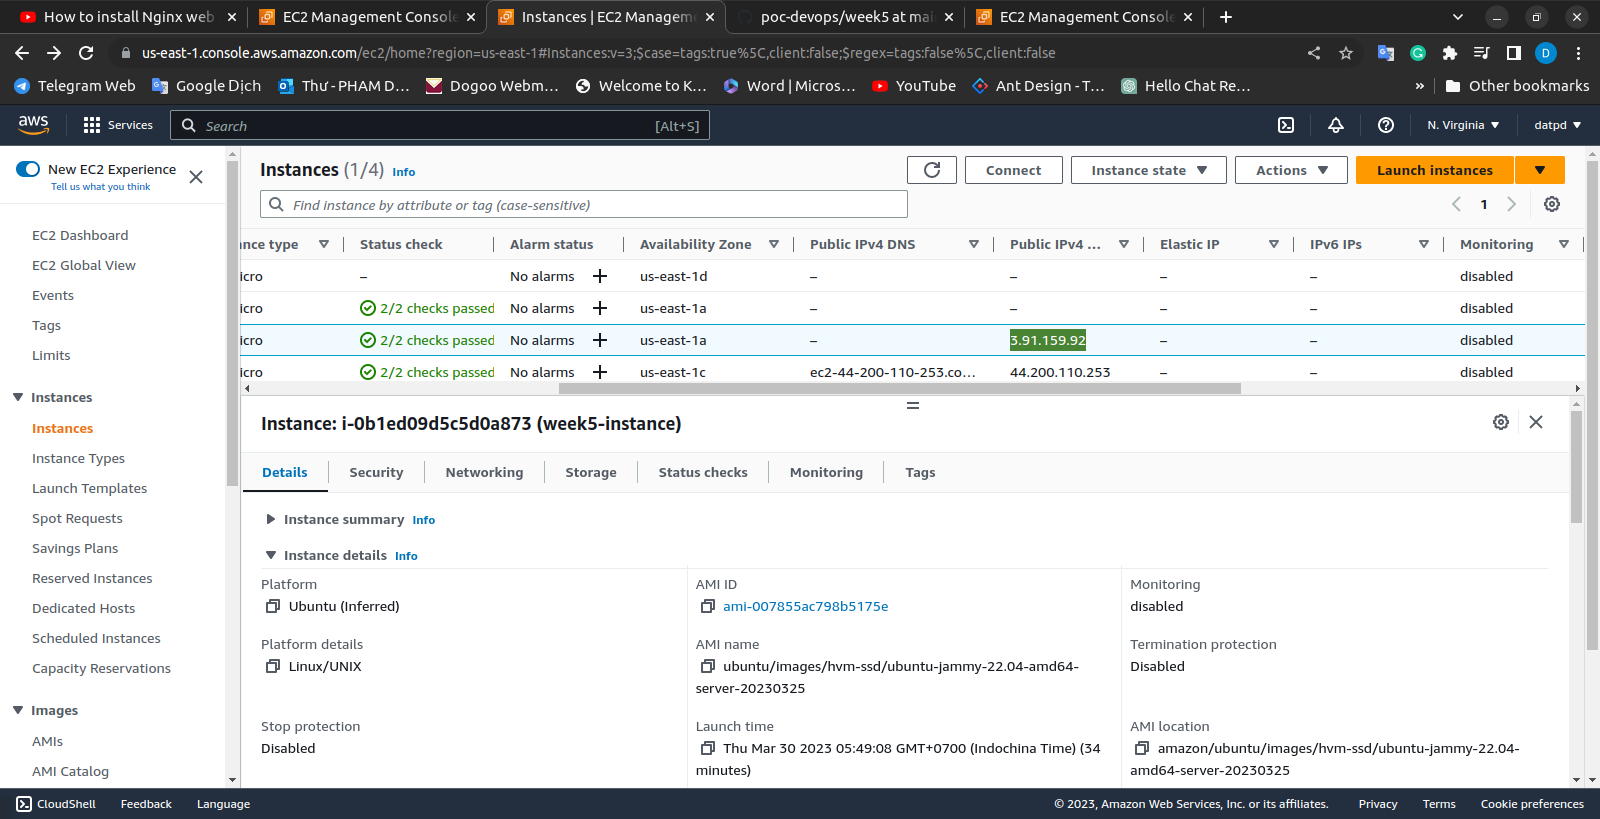 How to install Nginx web
EC2 Management Console
Instances | EC2 Managem
poc-devops/week5 at mai
EC2 Management Console
us-east-1.console.aws.amazon.com/ec2/home?region=us-east-1#Instances:v=3;$case=tags:true%5C,client:false;$regex=tags:false%5C,client:false
D
Telegram Web
Google Dịch
Thư - PHAM D...
Dogoo Webm...
Welcome to K...
Word | Micros...
YouTube
Ant Design - T...
Hello Chat Re...
»
Other bookmarks
aws
Services
Search
[Alt+S]
N. Virginia
datpd
New EC2 Experience
Tell us what you think
EC2 Dashboard
EC2 Global View
Events
Tags
Limits
Instances
Instances
Instance Types
Launch Templates
Spot Requests
Savings Plans
Reserved Instances
Dedicated Hosts
Scheduled Instances
Capacity Reservations
Images
AMIs
AMI Catalog
Instances (1/4) Info
Connect
Instance state
Actions
Launch instances
Find instance by attribute or tag (case-sensitive)
1
nce type Status check Alarm status Availability Zone Public IPv4 DNS Public IPv4 ... Elastic IP IPv6 IPs Monitoring
icro – No alarms us-east-1d – – – – disabled
icro 2/2 checks passed No alarms us-east-1a – – – – disabled
icro 2/2 checks passed No alarms us-east-1a – 3.91.159.92 – – disabled
icro 2/2 checks passed No alarms us-east-1c ec2-44-200-110-253.co... 44.200.110.253 – – disabled
Instance: i-0b1ed09d5c5d0a873 (week5-instance)
Details
Security
Networking
Storage
Status checks
Monitoring
Tags
Instance summary Info
Instance details Info
Platform
Ubuntu (Inferred)
AMI ID
ami-007855ac798b5175e
Monitoring
disabled
Platform details
Linux/UNIX
AMI name
ubuntu/images/hvm-ssd/ubuntu-jammy-22.04-amd64-
server-20230325
Termination protection
Disabled
Stop protection
Disabled
Launch time
Thu Mar 30 2023 05:49:08 GMT+0700 (Indochina Time) (34
minutes)
AMI location
amazon/ubuntu/images/hvm-ssd/ubuntu-jammy-22.04-
amd64-server-20230325
CloudShell
Feedback
Language
© 2023, Amazon Web Services, Inc. or its affiliates.
Privacy
Terms
Cookie preferences